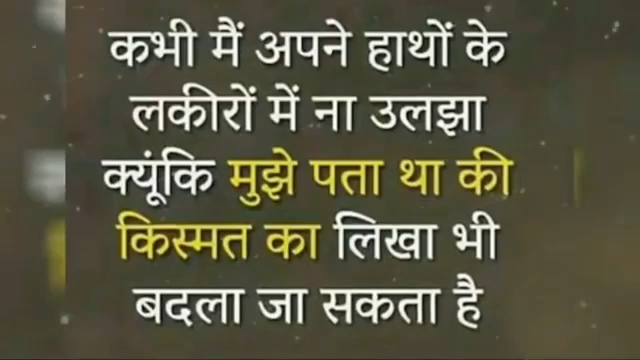 कभी मैं अपने हाथों के
लकीरों में ना उलझा
क्यूंकि मुझे पता था की
किस्मत का लिखा भी
बदला जा सकता है